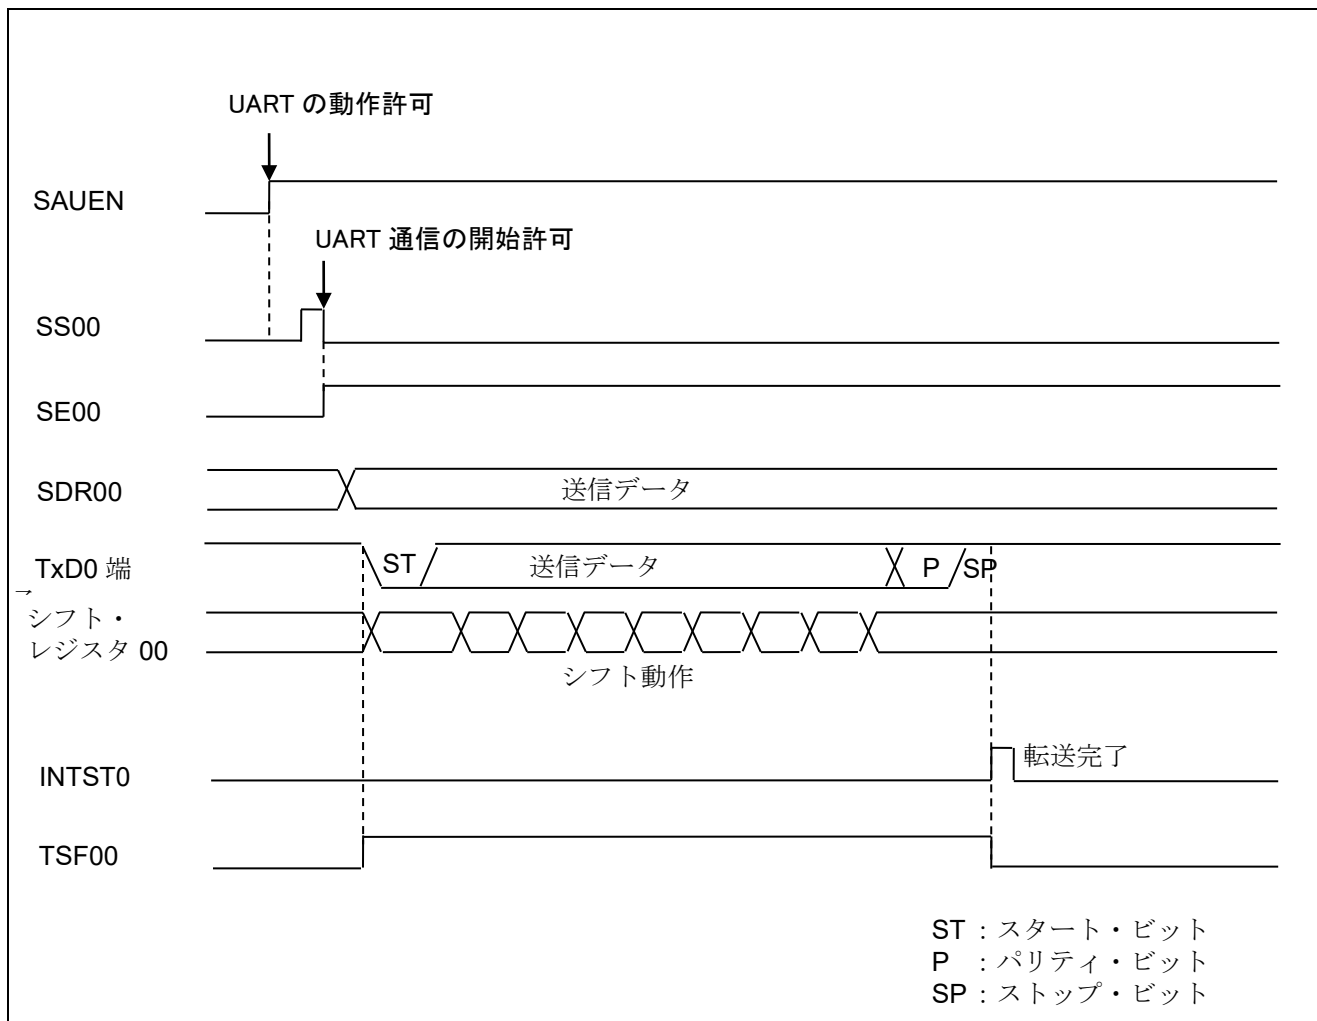 UART の動作許可
SAUEN
UART 通信の開始許可
SS00
SE00
SDR00
送信データ
TxD0 端
ST
送信データ
P
SP
シフト・
レジスタ 00
シフト動作
INTST0
転送完了
TSF00
ST : スタート・ビット
P : パリティ・ビット
SP : ストップ・ビット